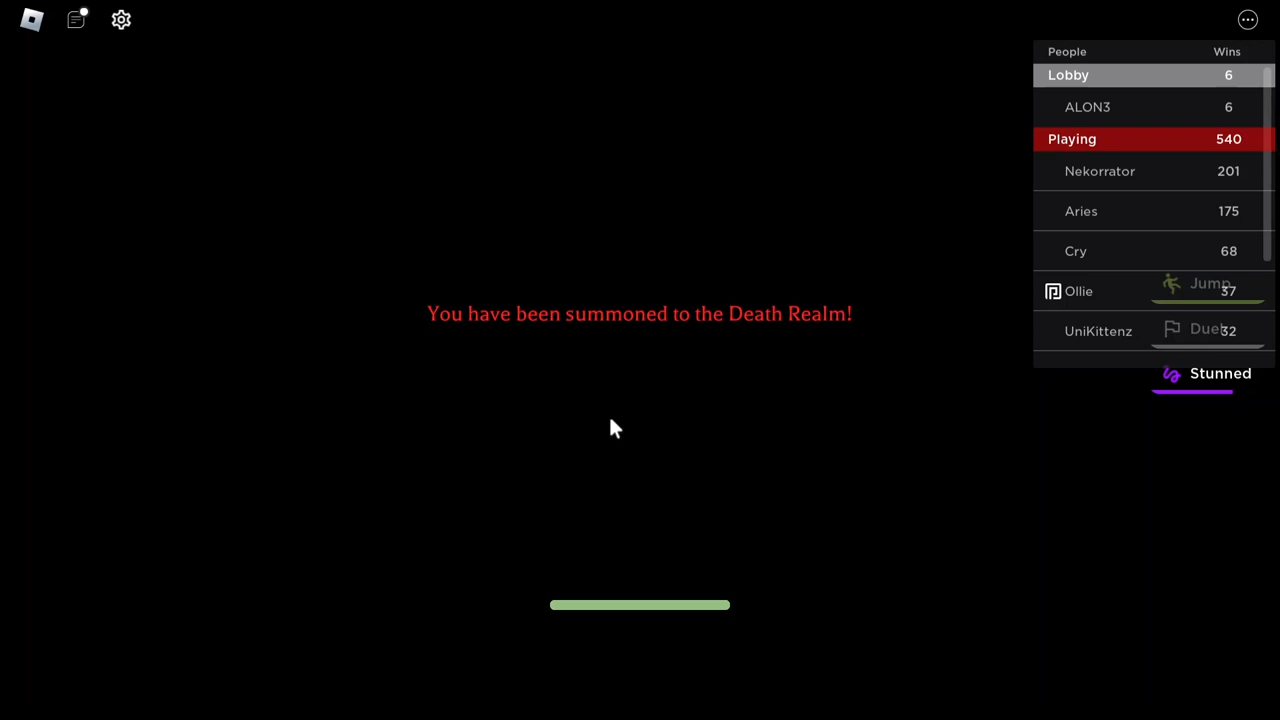 People Wins
Lobby 6
ALON3 6
Playing 540
Nekorrator 201
Aries 175
Cry 68
Ollie 37
Jump
UniKittenz 32
Duel
Stunned
You have been summoned to the Death Realm!